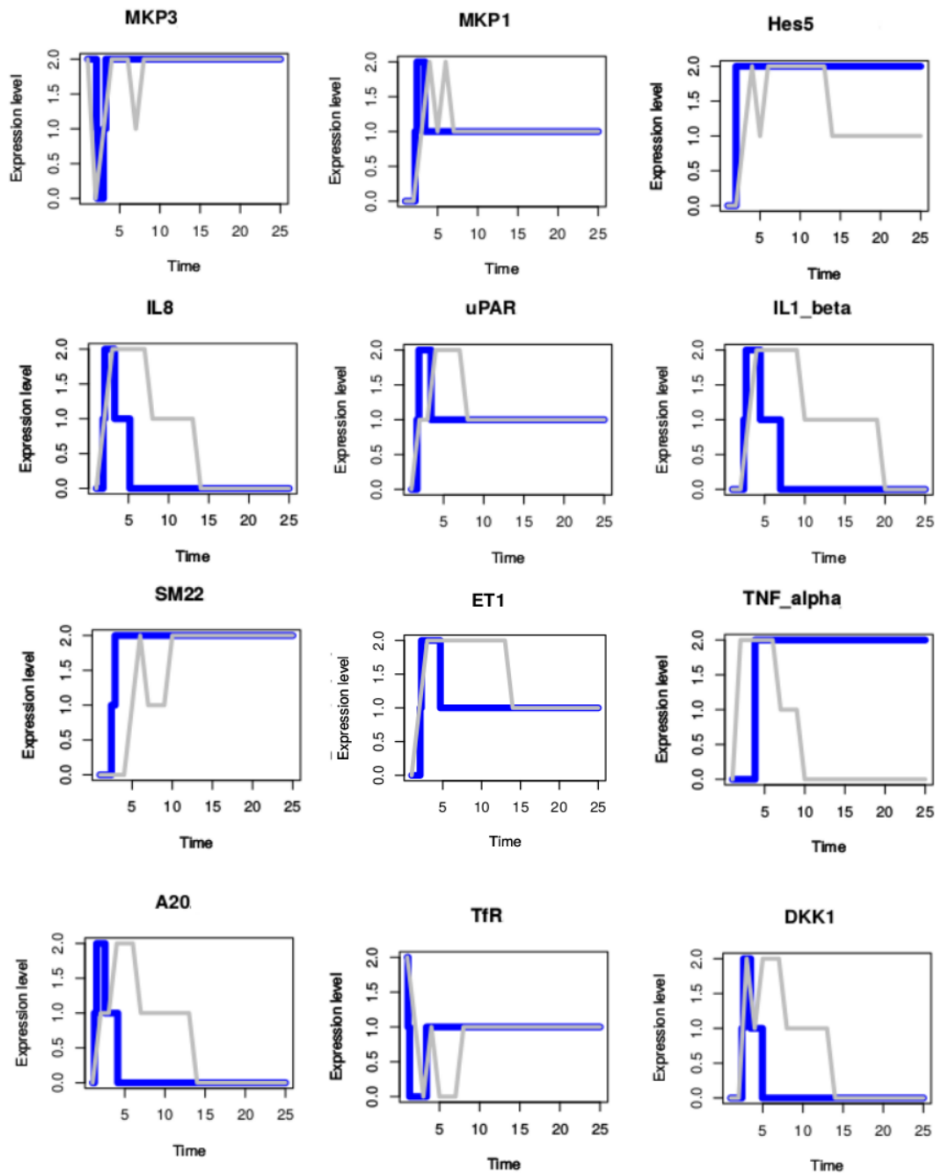 MKP3 MKP1 Hes5
Expression level Expression level Expression level
0.0 0.5 1.0 1.5 2.0 0.0 0.5 1.0 1.5 2.0 0.0 0.5 1.0 1.5 2.0
5 10 15 20 25 5 10 15 20 25 5 10 15 20 25
Time Time Time
IL8 uPAR IL1_beta
Expression level Expression level Expression level
0.0 0.5 1.0 1.5 2.0 0.0 0.5 1.0 1.5 2.0 0.0 0.5 1.0 1.5 2.0
5 10 15 20 25 5 10 15 20 25 5 10 15 20 25
Time Time Time
SM22 ET1 TNF_alpha
Expression level Expression level Expression level
0.0 0.5 1.0 1.5 2.0 0.0 0.5 1.0 1.5 2.0 0.0 0.5 1.0 1.5 2.0
5 10 15 20 25 5 10 15 20 25 5 10 15 20 25
Time Time Time
A20 TfR DKK1
Expression level Expression level Expression level
0.0 0.5 1.0 1.5 2.0 0.0 0.5 1.0 1.5 2.0 0.0 0.5 1.0 1.5 2.0
5 10 15 20 25 5 10 15 20 25 5 10 15 20 25
Time Time Time